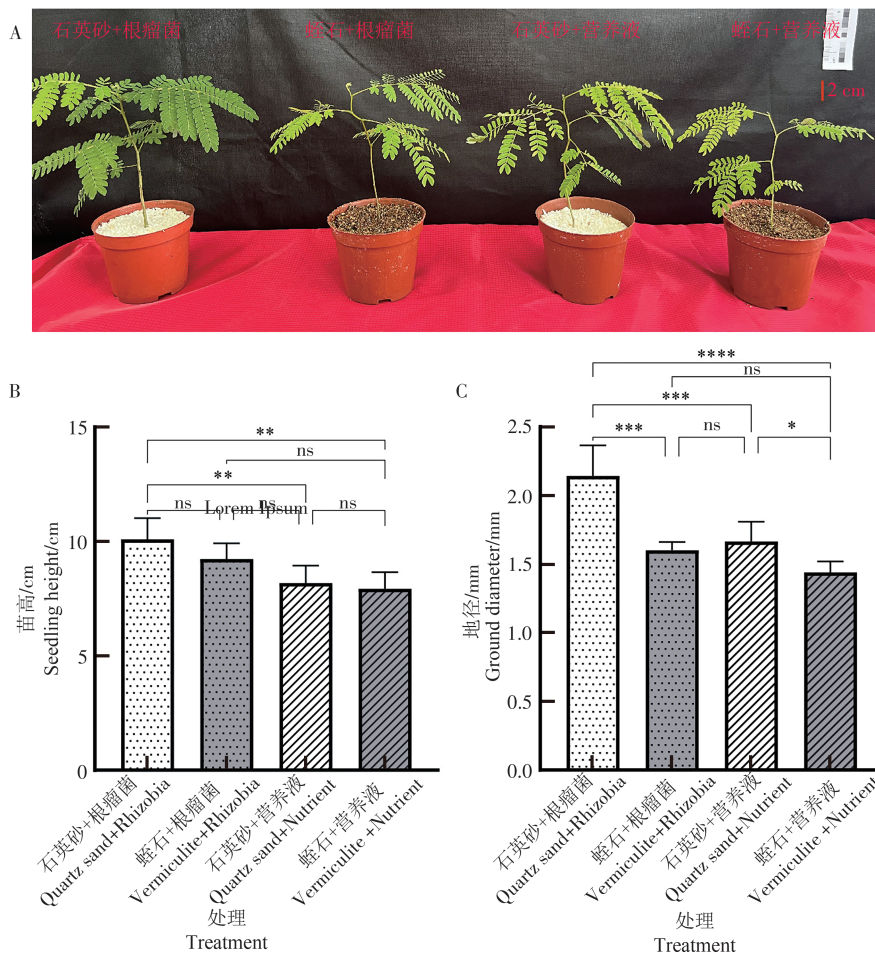 A
石英砂+根瘤菌 蛭石+根瘤菌 石英砂+营养液 蛭石+营养液
2 cm
B
苗高/cm
Seedling height/cm
15
10
5
0
**
ns
**
ns Lorem Ipsum ns ns
石英砂+根瘤菌
Quartz sand+Rhizobia
蛭石+根瘤菌
Vermiculite+Rhizobia
石英砂+营养液
Quartz sand+Nutrient
蛭石+营养液
Vermiculite +Nutrient
处理
Treatment
C
地径/mm
Ground diameter/mm
2.5
2.0
1.5
1.0
0.5
0.0
****
ns
***
*** ns *
石英砂+根瘤菌
Quartz sand+Rhizobia
蛭石+根瘤菌
Vermiculite+Rhizobia
石英砂+营养液
Quartz sand+Nutrient
蛭石+营养液
Vermiculite +Nutrient
处理
Treatment